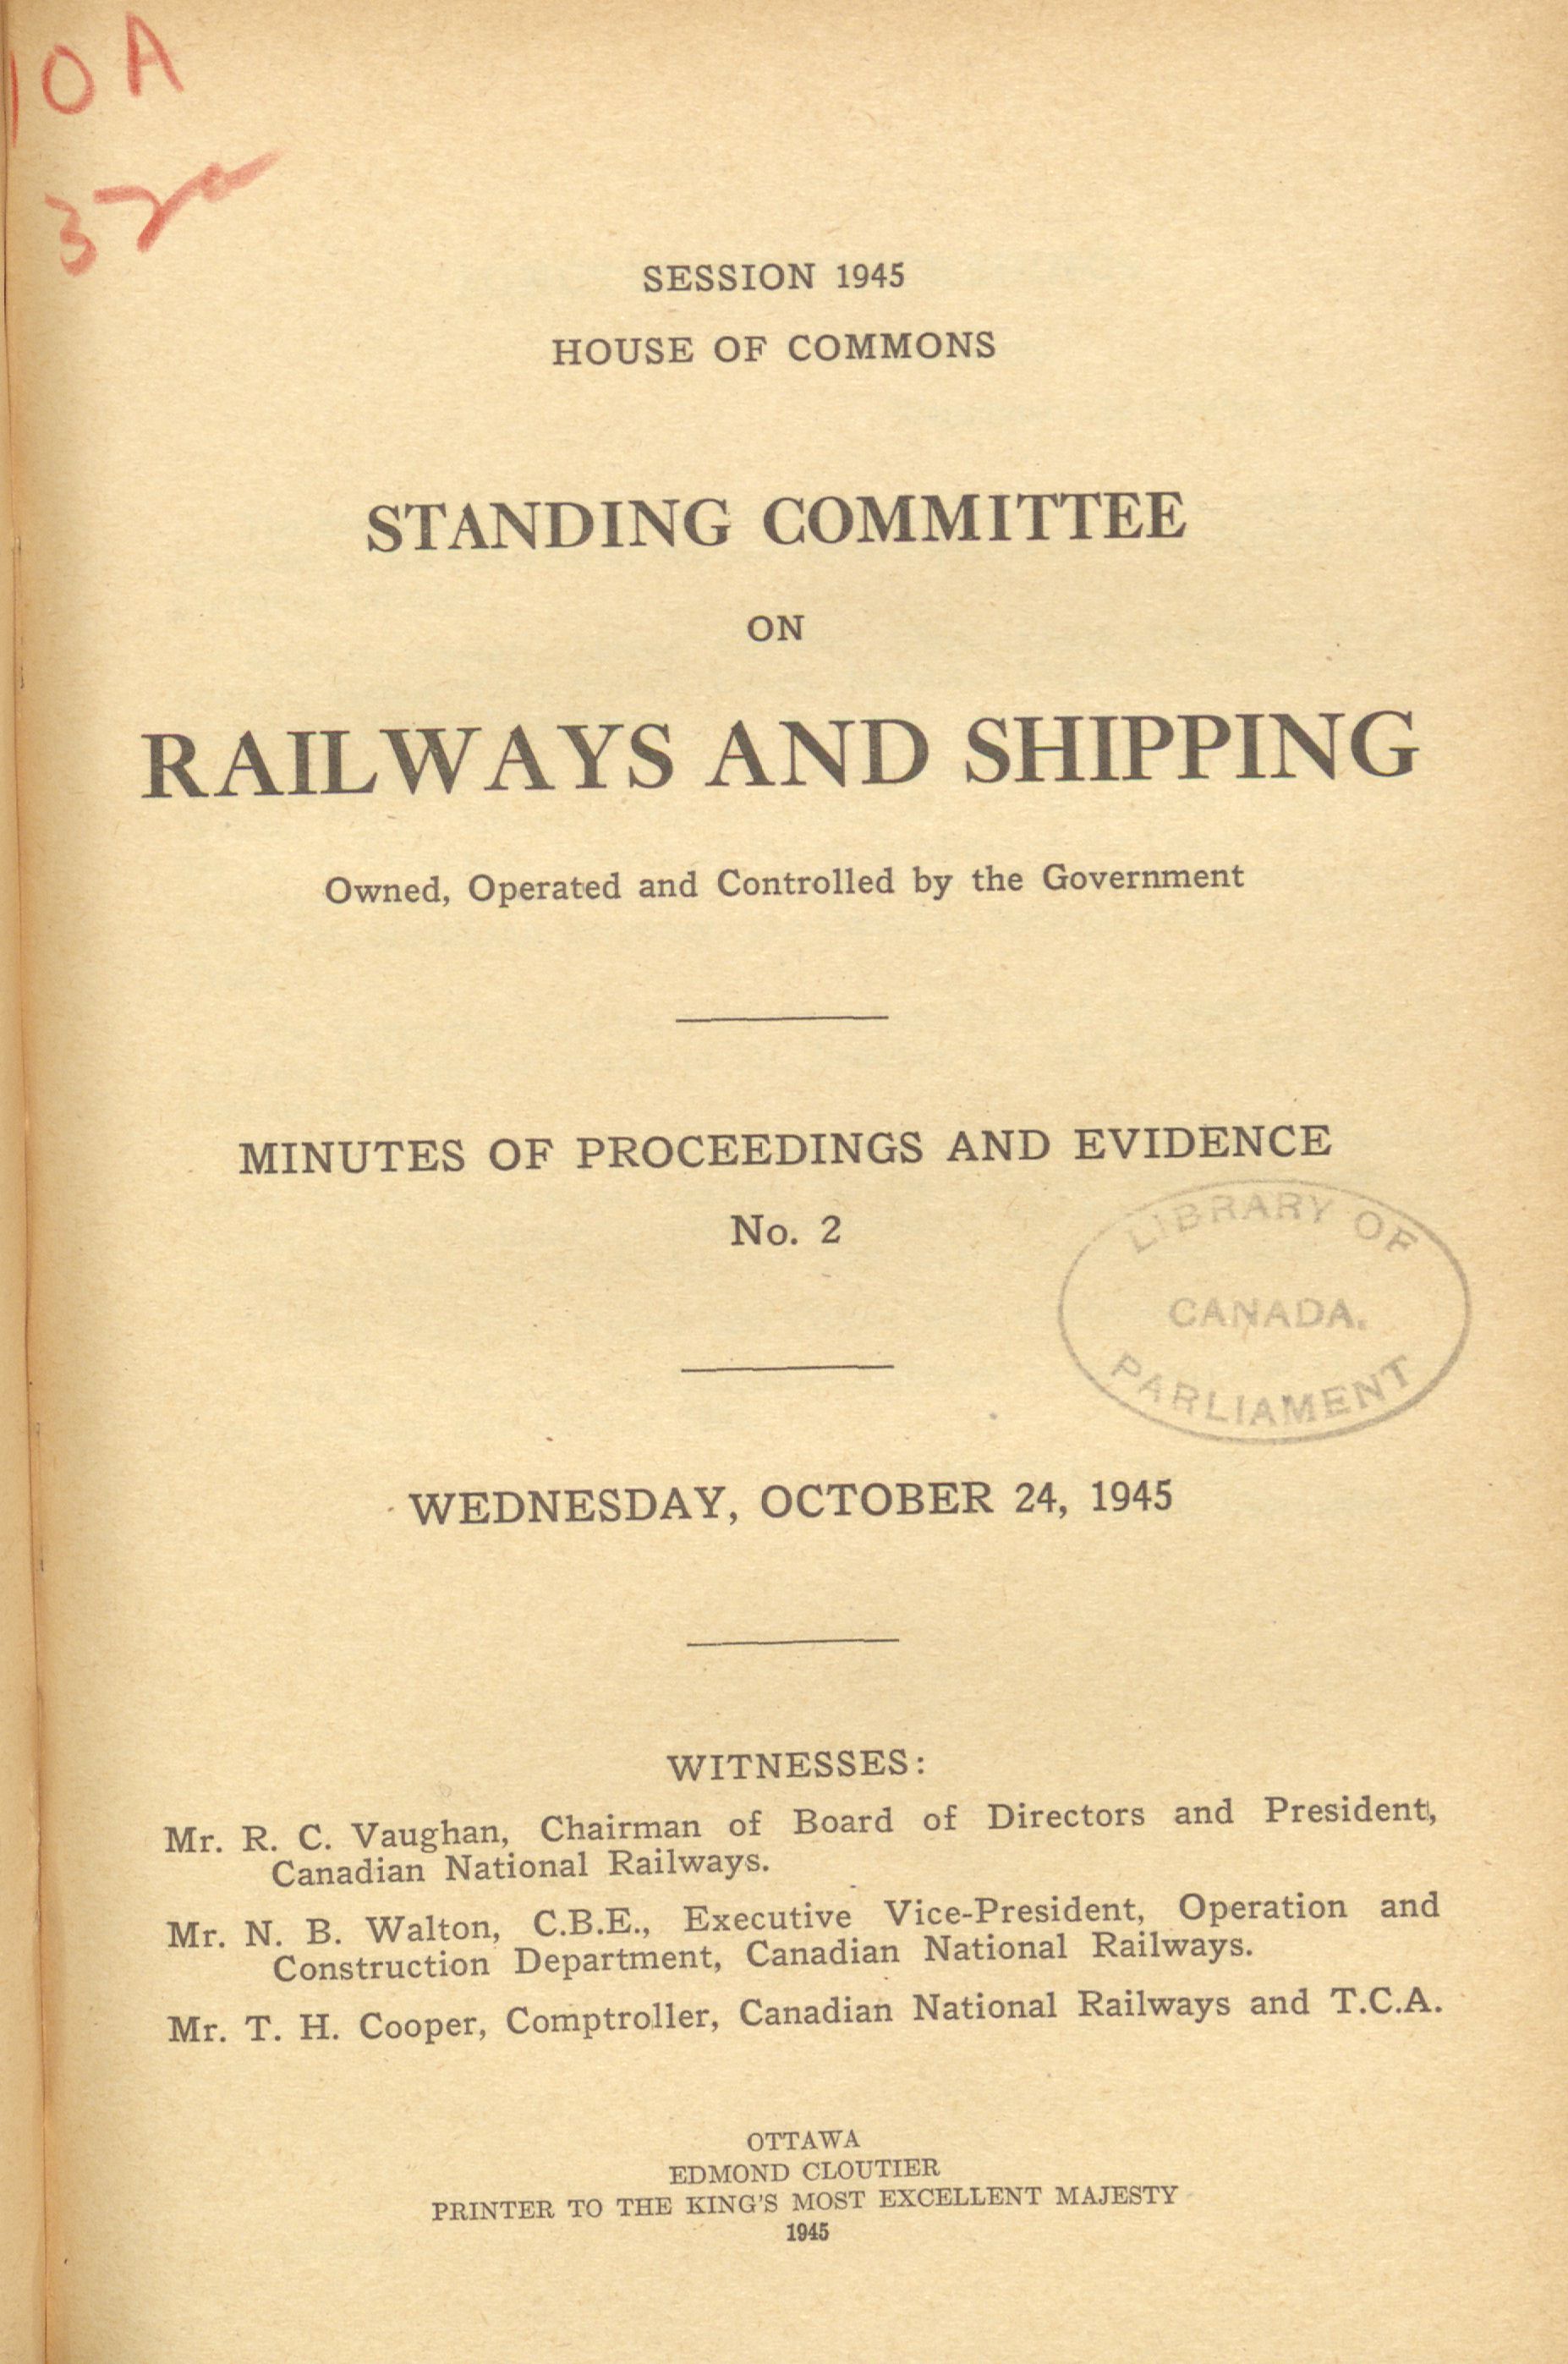 10A
SESSION 1945
HOUSE OF COMMONS
STANDING COMMITTEE
ON
RAILWAYS AND SHIPPING
Owned, Operated and Controlled by the Government
MINUTES OF PROCEEDINGS AND EVIDENCE
No. 2
LIBRARY OF
CANADA.
PARLIAMENT
WEDNESDAY, OCTOBER 24, 1945
WITNESSES:
Mr. R. C. Vaughan, Chairman of Board of Directors and President,
Canadian National Railways.
Mr. N. B. Walton, C.B.E., Executive Vice-President, Operation and
Construction Department, Canadian National Railways.
Mr. T. H. Cooper, Comptroller, Canadian National Railways and T.C.A.
OTTAWA
EDMOND CLOUTIER
PRINTER TO THE KING'S MOST EXCELLENT MAJESTY
1945